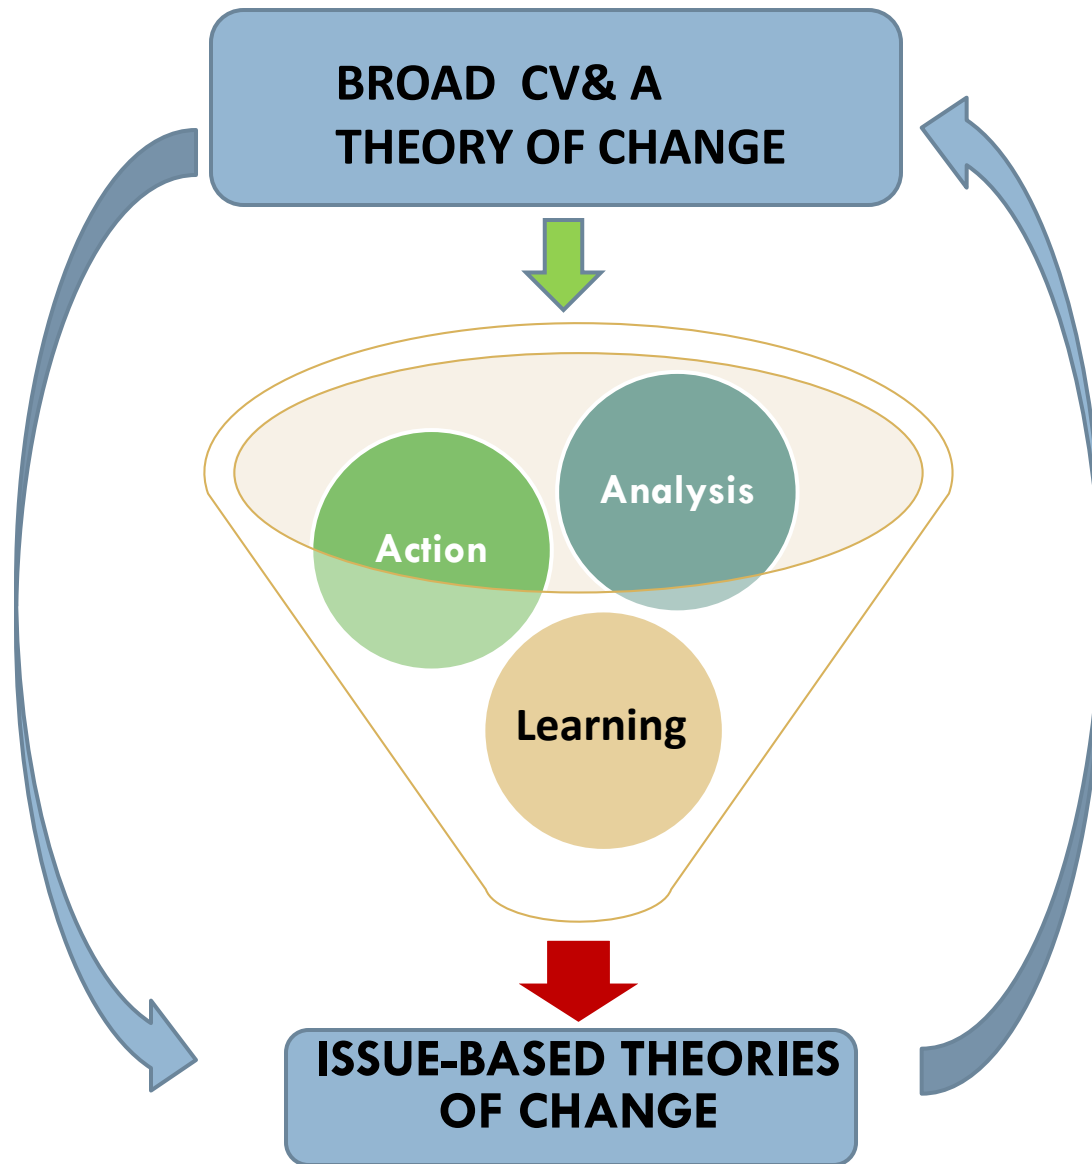 BROAD  CV& A
THEORY OF CHANGE
Analysis
Action
Learning
ISSUE-BASED THEORIES
OF CHANGE